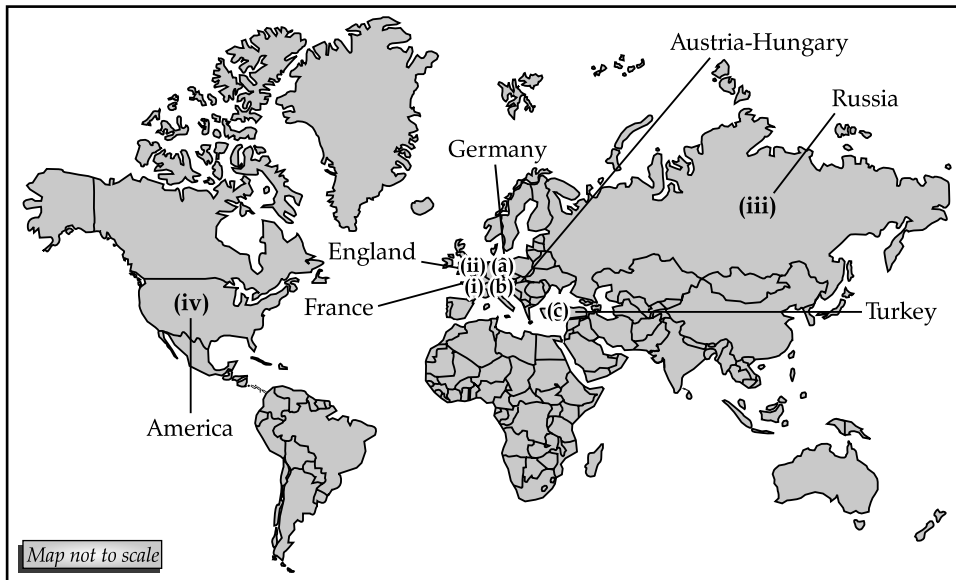 Austria-Hungary
Russia
Germany
(iii)
England
(ii)
(a)
France
(i)
(b)
(iv)
(c)
Turkey
America
Map not to scale